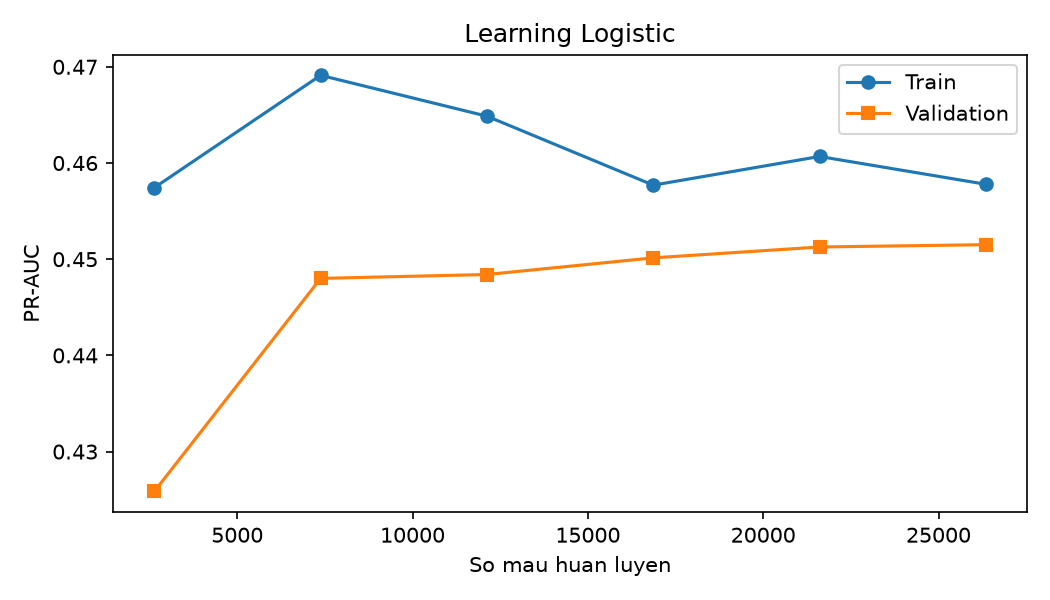 Learning Logistic
Train
Validation
PR-AUC
0.47
0.46
0.45
0.44
0.43
5000 10000 15000 20000 25000
So mau huan luyen